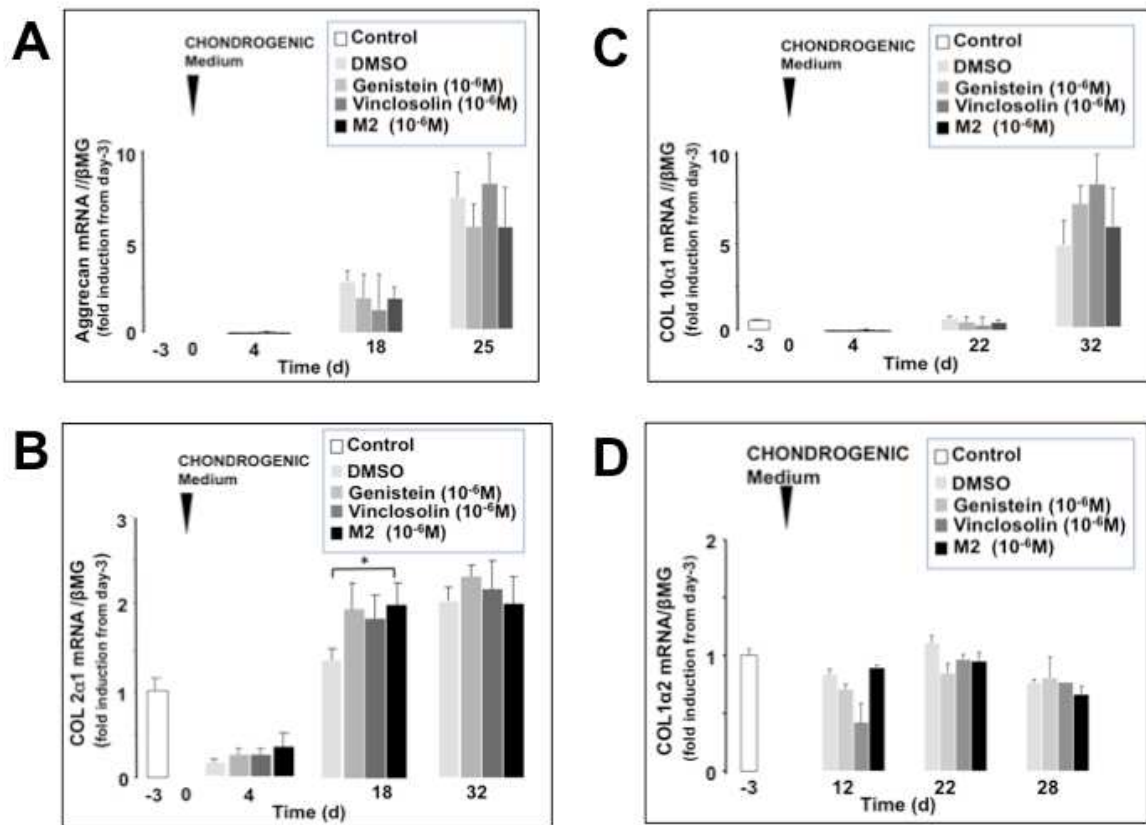 A
CHONDROGENIC
Medium
Control
DMSO
Genistein (10⁻⁶M)
Vinclosolin (10⁻⁶M)
M2 (10⁻⁶M)
Aggrecan mRNA //βMG
(fold induction from day-3)
10
5
0
-3 0 4 18 25
Time (d)
C
CHONDROGENIC
Medium
Control
DMSO
Genistein (10⁻⁶M)
Vinclosolin (10⁻⁶M)
M2 (10⁻⁶M)
COL 10α1 mRNA //βMG
(fold induction from day-3)
10
5
0
-3 0 4 22 32
Time (d)
B
CHONDROGENIC
Medium
Control
DMSO
Genistein (10⁻⁶M)
Vinclosolin (10⁻⁶M)
M2 (10⁻⁶M)
COL 2α1 mRNA /βMG
(fold induction from day-3)
3
2
1
0
*
-3 0 4 18 32
Time (d)
D
CHONDROGENIC
Medium
Control
DMSO
Genistein (10⁻⁶M)
Vinclosolin (10⁻⁶M)
M2 (10⁻⁶M)
COL1α2 mRNA/βMG
(fold induction from day-3)
2
1
0
-3 12 22 28
Time (d)